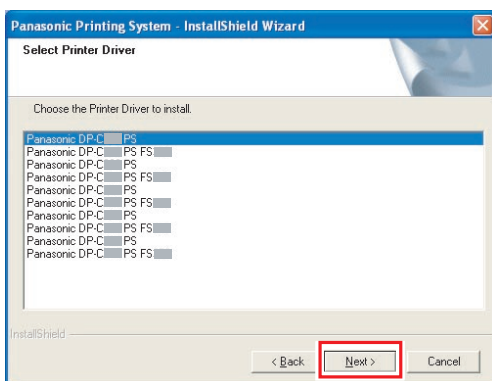 Panasonic Printing System - InstallShield Wizard
Select Printer Driver
Choose the Printer Driver to install.
Panasonic DP-C PS
Panasonic DP-C PS FS
Panasonic DP-C PS
Panasonic DP-C PS FS
Panasonic DP-C PS
Panasonic DP-C PS FS
Panasonic DP-C PS
Panasonic DP-C PS FS
Panasonic DP-C PS
Panasonic DP-C PS FS
InstallShield
< Back Next > Cancel